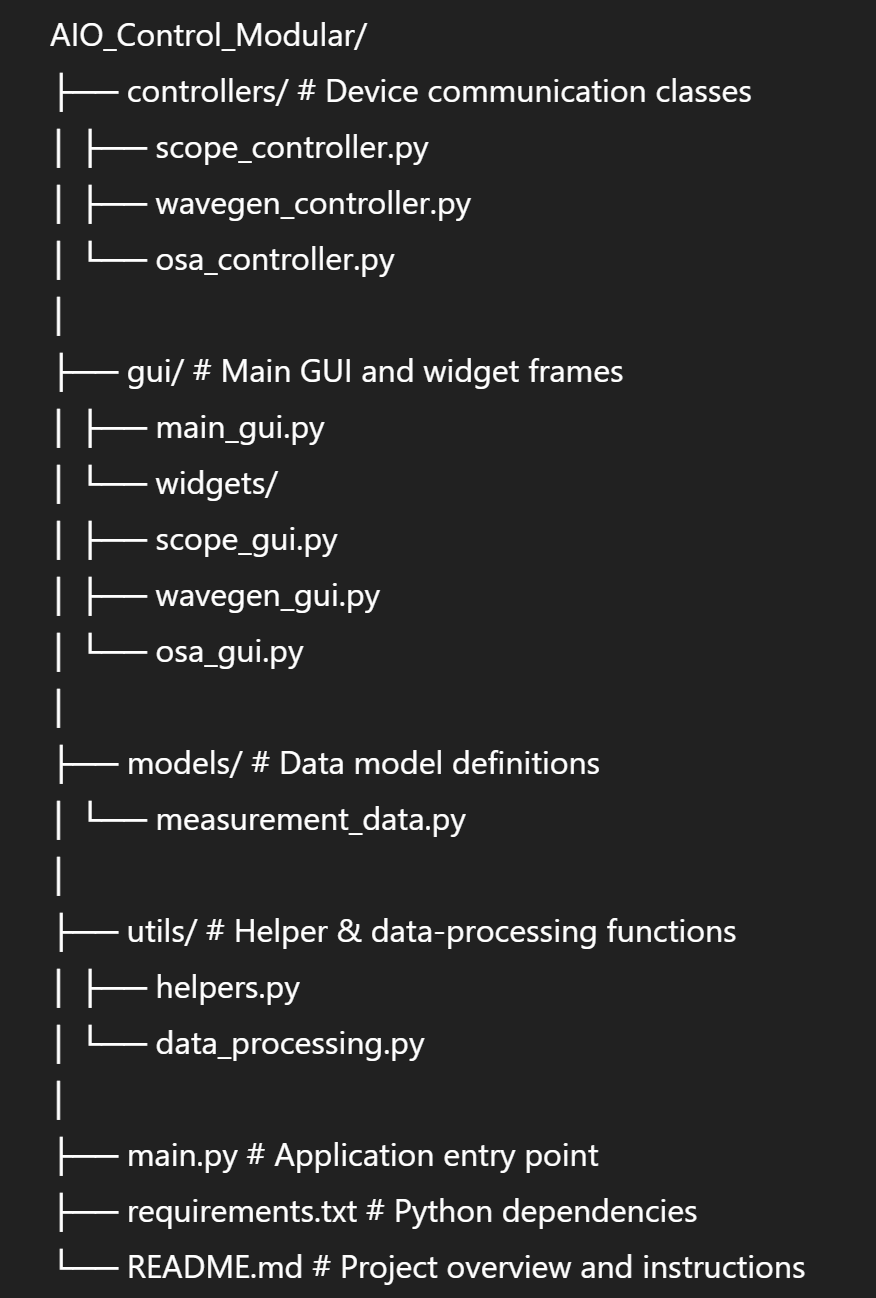 AIO_Control_Modular/
├── controllers/ # Device communication classes
│ ├── scope_controller.py
│ ├── wavegen_controller.py
│ └── osa_controller.py
│
├── gui/ # Main GUI and widget frames
│ ├── main_gui.py
│ └── widgets/
│ ├── scope_gui.py
│ ├── wavegen_gui.py
│ └── osa_gui.py
│
├── models/ # Data model definitions
│ └── measurement_data.py
│
├── utils/ # Helper & data-processing functions
│ ├── helpers.py
│ └── data_processing.py
│
├── main.py # Application entry point
├── requirements.txt # Python dependencies
└── README.md # Project overview and instructions